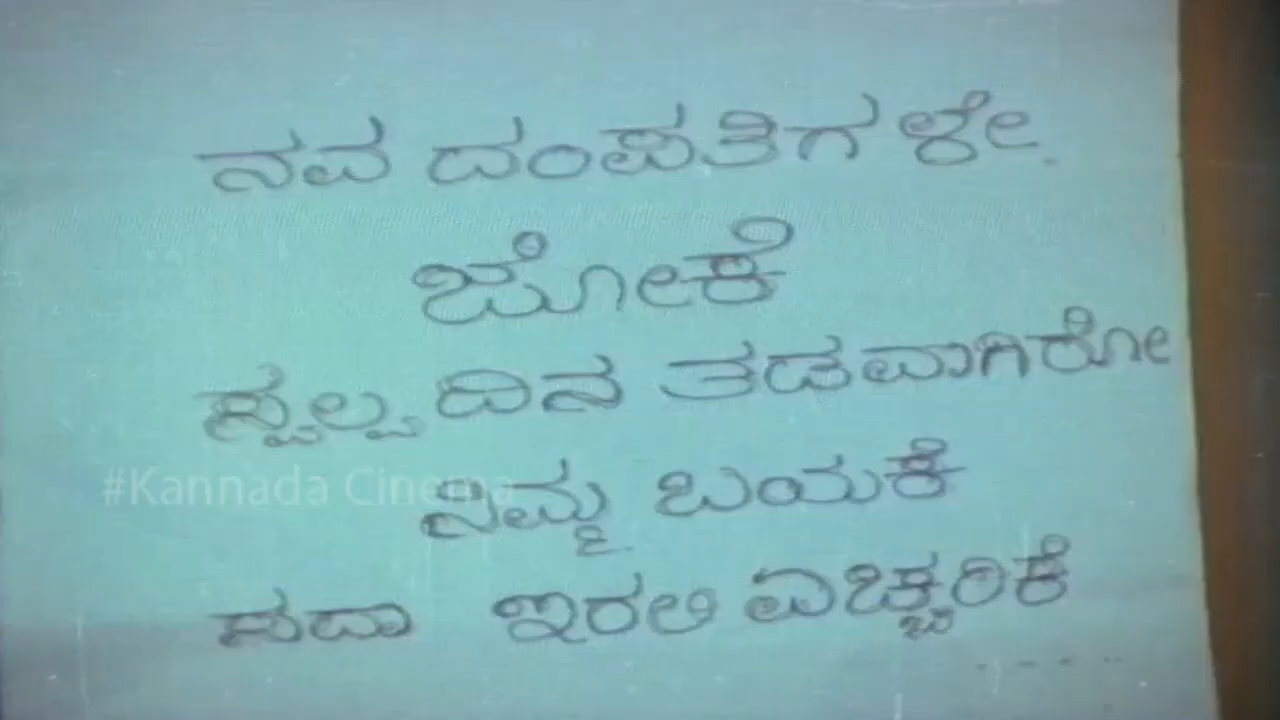 ನವ ದಂಪತಿಗಳೇ.
ಜೋಕೆ
ಸ್ವಲ್ಪ ದಿನ ತಡವಾಗಿರೋ
#Kannada Cinema
ನಿಮ್ಮ ಬಯಕೆ
ಸದಾ ಇರಲಿ ಎಚ್ಚರಿಕೆ
.....